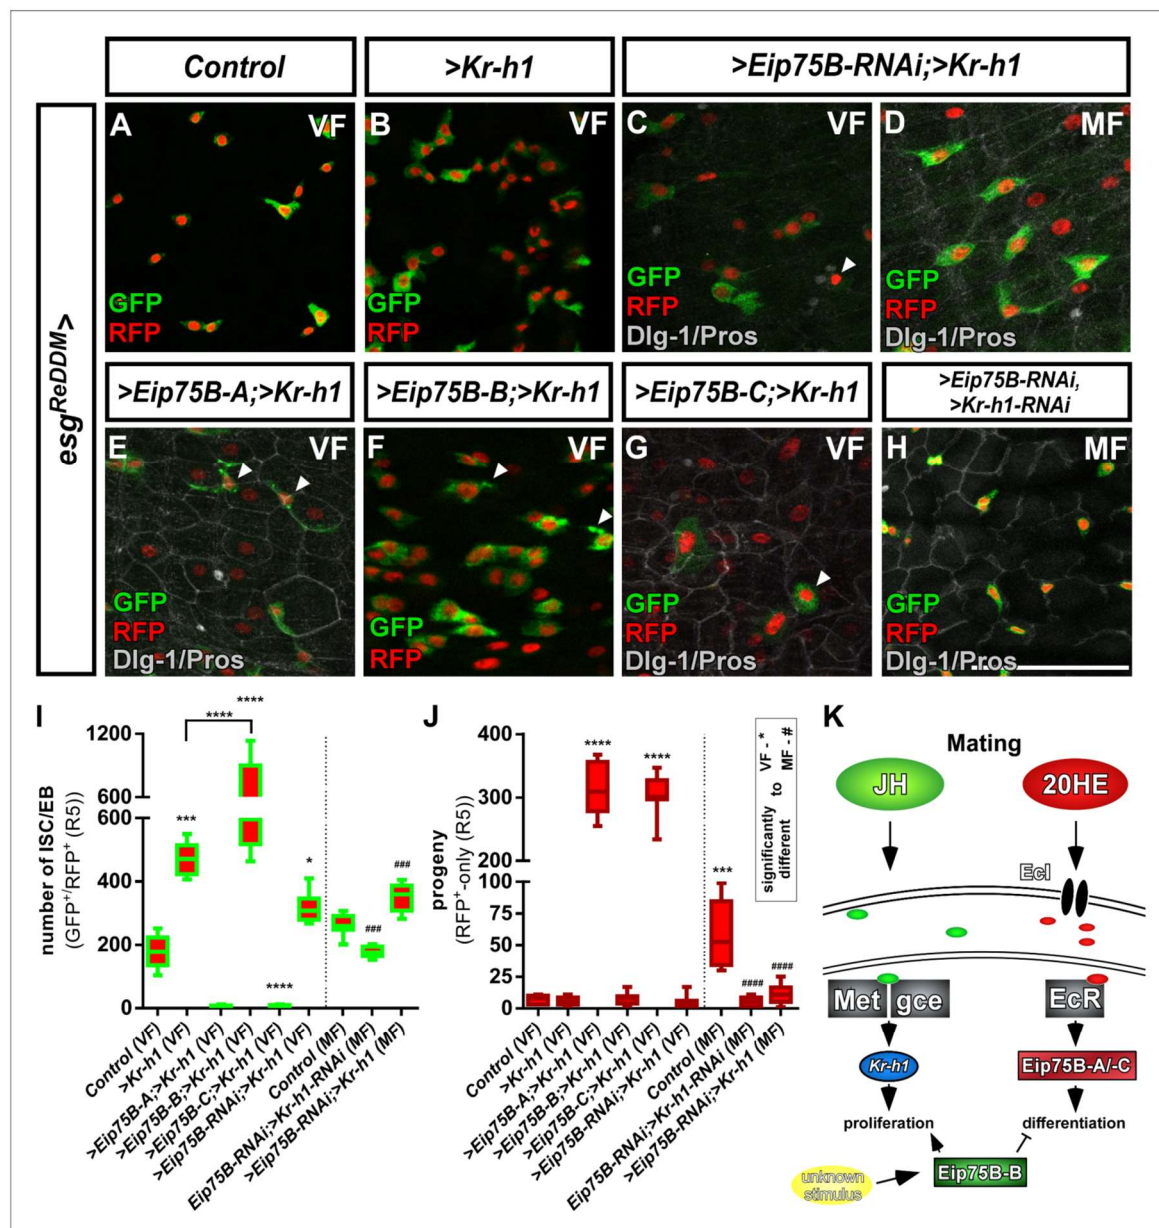 Control
>Kr-h1
>Eip75B-RNAi;>Kr-h1
esgReDDM>
A
VF
GFP
RFP
B
VF
GFP
RFP
C
VF
GFP
RFP
Dlg-1/Pros
D
MF
GFP
RFP
Dlg-1/Pros
>Eip75B-A;>Kr-h1
>Eip75B-B;>Kr-h1
>Eip75B-C;>Kr-h1
>Eip75B-RNAi,
>Kr-h1-RNAi
E
VF
GFP
RFP
Dlg-1/Pros
F
VF
GFP
RFP
G
VF
GFP
RFP
Dlg-1/Pros
H
MF
GFP
RFP
Dlg-1/Pros
I
number of ISC/EB
(GFP+/RFP+ (R5)
1200
600
600
400
200
0
***
****
****
****
*
###
###
Control (VF)
>Kr-h1 (VF)
>Eip75B-A;>Kr-h1 (VF)
>Eip75B-B;>Kr-h1 (VF)
>Eip75B-C;>Kr-h1 (VF)
>Eip75B-RNAi;>Kr-h1 (VF)
Control (MF)
Eip75B-RNAi;>Kr-h1-RNAi (MF)
>Eip75B-RNAi;>Kr-h1 (MF)
J
progeny
(RFP+-only (R5)
400
300
200
100
75
50
25
0
****
****
***
####
####
significantly
different
to
VF - *
MF - #
Control (VF)
>Kr-h1 (VF)
>Eip75B-A;>Kr-h1 (VF)
>Eip75B-B;>Kr-h1 (VF)
>Eip75B-C;>Kr-h1 (VF)
>Eip75B-RNAi;>Kr-h1 (VF)
Control (MF)
Eip75B-RNAi;>Kr-h1-RNAi (MF)
>Eip75B-RNAi;>Kr-h1 (MF)
K
Mating
JH
20HE
EcI
Met
gce
EcR
Kr-h1
Eip75B-A/-C
proliferation
differentiation
Eip75B-B
unknown
stimulus